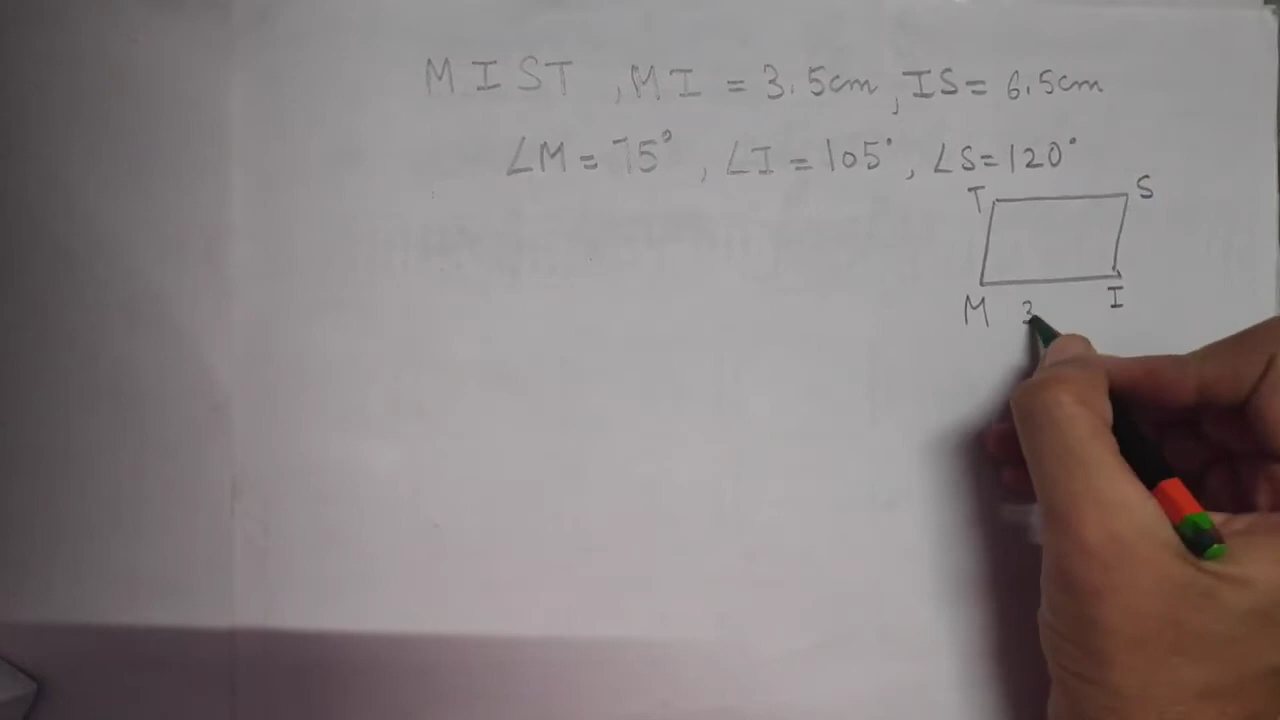 MIST , MI = 3.5cm, IS = 6.5cm
∠M = 75°, ∠I = 105°, ∠S = 120°
T S
M 3 I